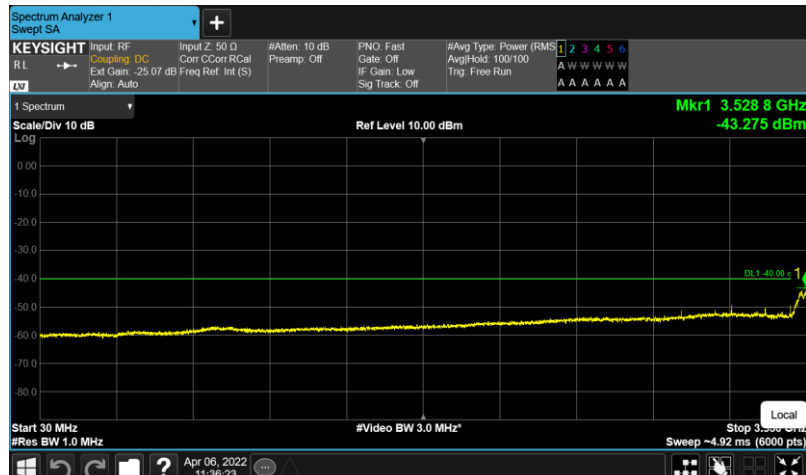 Spectrum Analyzer 1
Swept SA
+
KEYSIGHT
RL
LXI
Input: RF
Coupling: DC
Ext Gain: -25.07 dB
Align: Auto
Input Z: 50 Ω
Corr CCorr RCal
Freq Ref: Int (S)
#Atten: 10 dB
Preamp: Off
PNO: Fast
Gate: Off
IF Gain: Low
Sig Track: Off
#Avg Type: Power (RMS
Avg|Hold: 100/100
Trig: Free Run
1 2 3 4 5 6
A W W W W W
A A A A A A
1 Spectrum
Scale/Div 10 dB
Log
Ref Level 10.00 dBm
Mkr1 3.528 8 GHz
-43.275 dBm
0.00
-10.0
-20.0
-30.0
-40.0
-50.0
-60.0
-70.0
-80.0
DL1 -40.00
1
Local
Start 30 MHz
#Res BW 1.0 MHz
#Video BW 3.0 MHz*
Stop
Sweep ~4.92 ms (6000 pts)
?
Apr 06, 2022
11:36:23